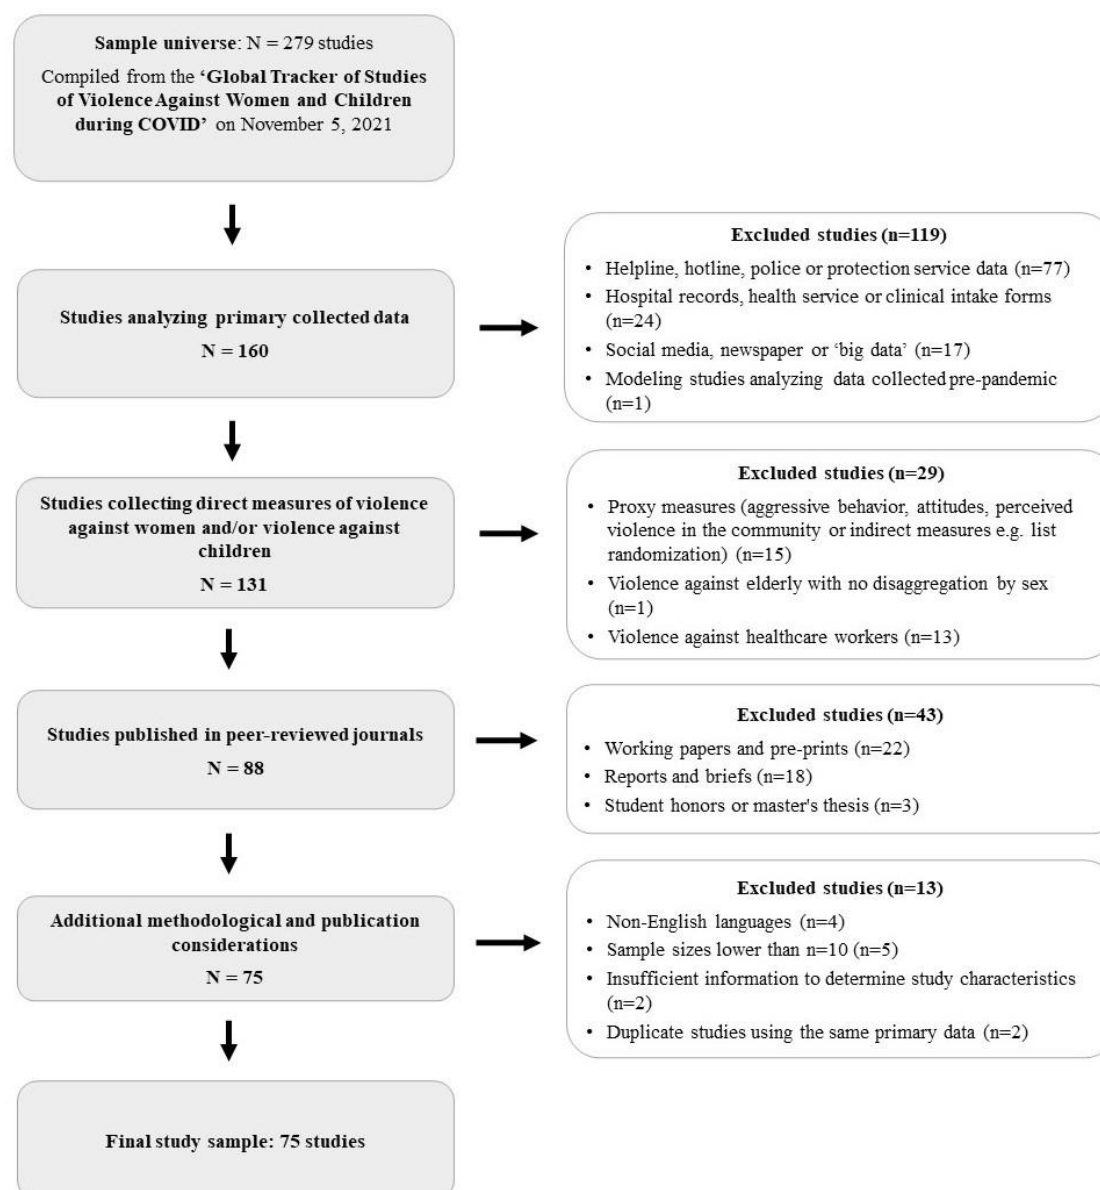 Sample universe: N = 279 studies
Compiled from the ‘Global Tracker of Studies
of Violence Against Women and Children
during COVID’ on November 5, 2021
Studies analyzing primary collected data
N = 160
Excluded studies (n=119)
• Helpline, hotline, police or protection service data (n=77)
• Hospital records, health service or clinical intake forms
(n=24)
• Social media, newspaper or ‘big data’ (n=17)
• Modeling studies analyzing data collected pre-pandemic
(n=1)
Studies collecting direct measures of violence
against women and/or violence against
children
N = 131
Excluded studies (n=29)
• Proxy measures (aggressive behavior, attitudes, perceived
violence in the community or indirect measures e.g. list
randomization) (n=15)
• Violence against elderly with no disaggregation by sex
(n=1)
• Violence against healthcare workers (n=13)
Studies published in peer-reviewed journals
N = 88
Excluded studies (n=43)
• Working papers and pre-prints (n=22)
• Reports and briefs (n=18)
• Student honors or master's thesis (n=3)
Additional methodological and publication
considerations
N = 75
Excluded studies (n=13)
• Non-English languages (n=4)
• Sample sizes lower than n=10 (n=5)
• Insufficient information to determine study characteristics
(n=2)
• Duplicate studies using the same primary data (n=2)
Final study sample: 75 studies